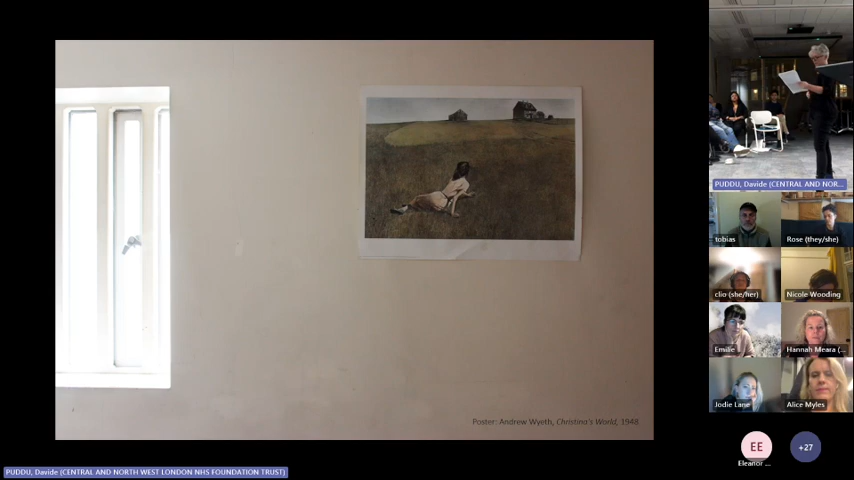 Poster: Andrew Wyeth, Christina's World, 1948
PUDDU, Davide (CENTRAL AND NOR...
tobias
Rose (they/she)
clio (she/her)
Nicole Wooding
Emilie
Hannah Meara (...
Jodie Lane
Alice Myles
EE
+27
Eleanor ...
PUDDU, Davide (CENTRAL AND NORTH WEST LONDON NHS FOUNDATION TRUST)